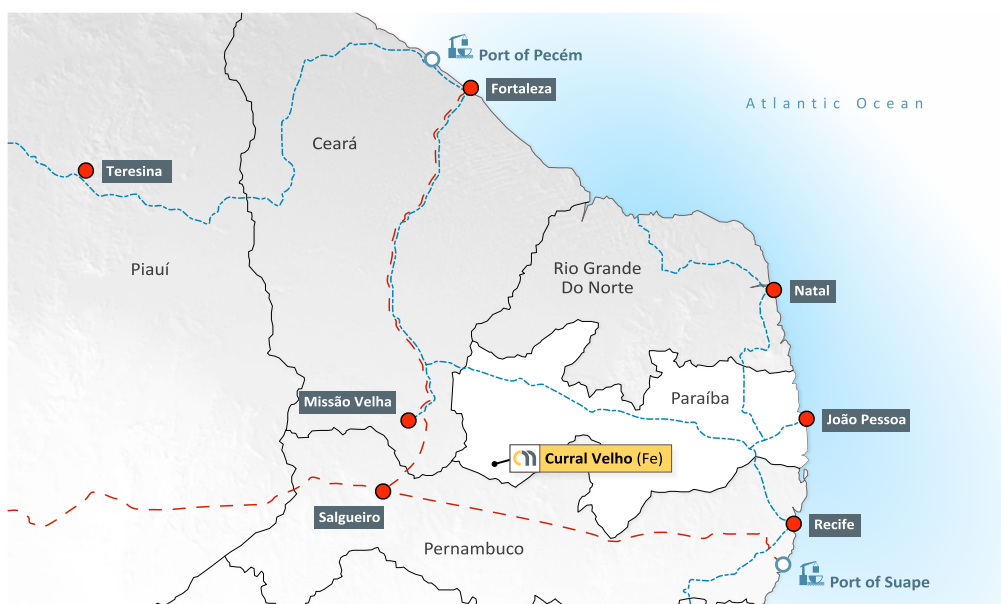 Port of Pecém
Fortaleza
Atlantic Ocean
Ceará
Teresina
Piauí
Rio Grande
Do Norte
Natal
Missão Velha
Paraíba
João Pessoa
Curral Velho (Fe)
Salgueiro
Recife
Pernambuco
Port of Suape